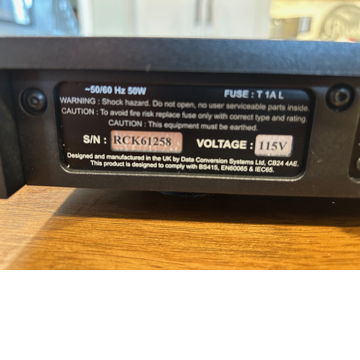 ~50/60 Hz 50W FUSE : T 1A L
WARNING : Shock hazard. Do not open, no user serviceable parts inside.
CAUTION : To avoid fire risk replace fuse only with correct type and rating.
CAUTION : This equipment must be earthed.
S/N : RCK61258 VOLTAGE : 115V
Designed and manufactured in the UK by Data Conversion Systems Ltd, CB24 4AE.
This product is designed to comply with BS415, EN60065 & IEC65.